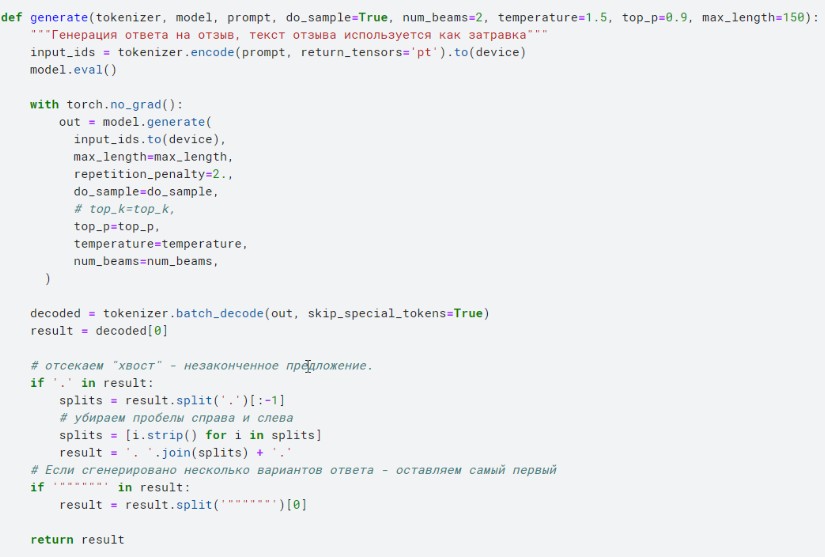 def generate(tokenizer, model, prompt, do_sample=True, num_beams=2, temperature=1.5, top_p=0.9, max_length=150):
    """Генерация ответа на отзыв, текст отзыва используется как затравка"""
    input_ids = tokenizer.encode(prompt, return_tensors='pt').to(device)
    model.eval()

    with torch.no_grad():
        out = model.generate(
          input_ids.to(device),
          max_length=max_length,
          repetition_penalty=2.,
          do_sample=do_sample,
          # top_k=top_k,
          top_p=top_p,
          temperature=temperature,
          num_beams=num_beams,
      )

    decoded = tokenizer.batch_decode(out, skip_special_tokens=True)
    result = decoded[0]

    # отсекаем "хвост" - незаконченное предложение.
    if '.' in result:
        splits = result.split('.')[:-1]
        # убираем пробелы справа и слева
        splits = [i.strip() for i in splits]
        result = '. '.join(splits) + '.'
    # Если сгенерировано несколько вариантов ответа - оставляем самый первый
    if '""""""' in result:
        result = result.split('""""""')[0]

    return result